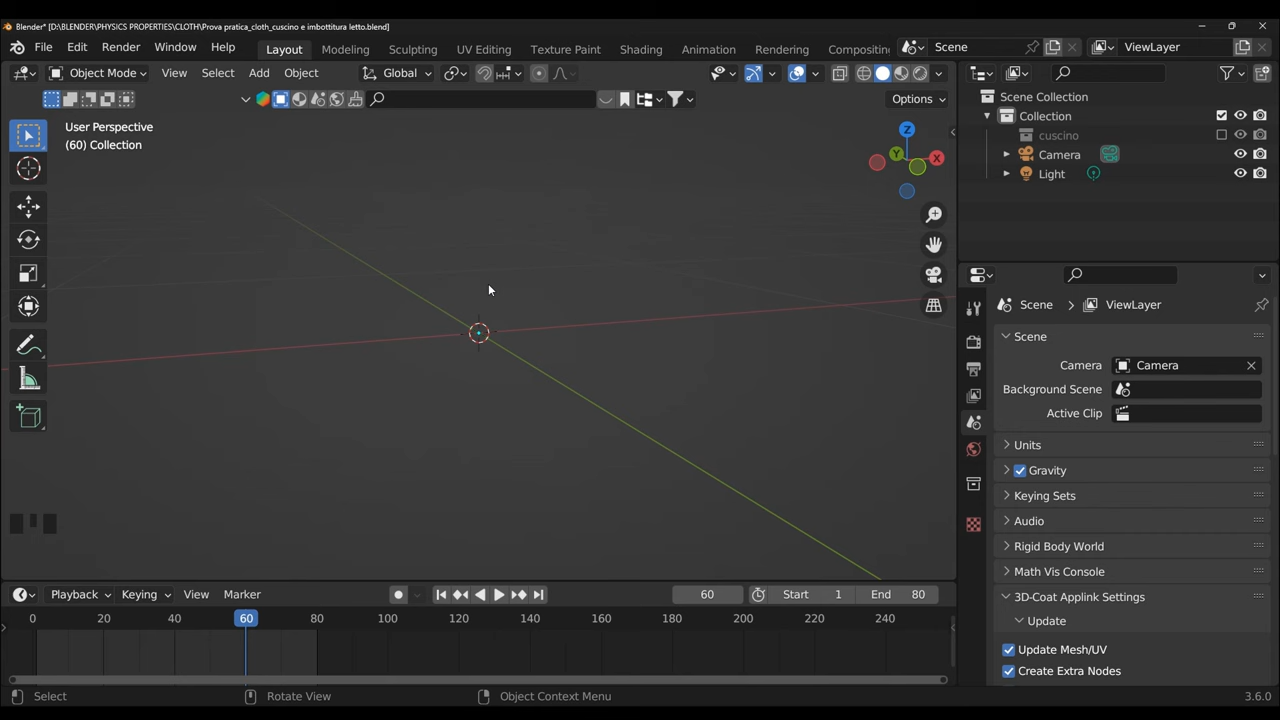 Blender* [D:\BLENDER\PHYSICS PROPERTIES\CLOTH\Prova pratica_cloth_cuscino e imbottitura letto.blend]
File Edit Render Window Help Layout Modeling Sculpting UV Editing Texture Paint Shading Animation Rendering Compositing Scene ViewLayer
Object Mode View Select Add Object Global
Options
User Perspective
(60) Collection
Z
Y
X
Scene Collection
Collection
cuscino
Camera
Light
Scene ViewLayer
Scene
Camera Camera
Background Scene
Active Clip
Units
Gravity
Keying Sets
Audio
Rigid Body World
Math Vis Console
3D-Coat Applink Settings
Update
Update Mesh/UV
Create Extra Nodes
Playback Keying View Marker 60 Start 1 End 80
0 20 40 60 80 100 120 140 160 180 200 220 240
Select Rotate View Object Context Menu 3.6.0